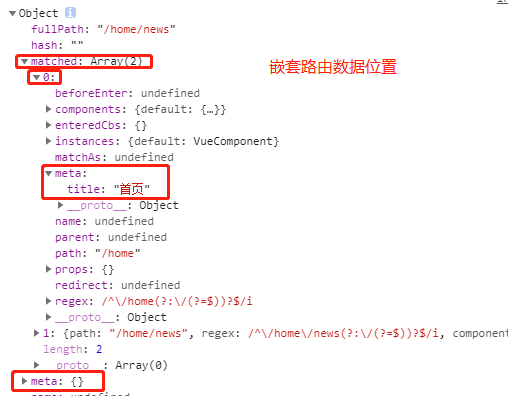 Object i
fullPath: "/home/news"
hash: ""
matched: Array(2)
嵌套路由数据位置
0:
beforeEnter: undefined
components: {default: {…}}
enteredCbs: {}
instances: {default: VueComponent}
matchAs: undefined
meta:
title: "首页"
__proto__: Object
name: undefined
parent: undefined
path: "/home"
props: {}
redirect: undefined
regex: /^\/home(?:\/(?=$))?$/i
__proto__: Object
1: {path: "/home/news", regex: /^\/home\/news(?:\/(?=$))?$/i, component
length: 2
__proto__: Array(0)
meta: {}